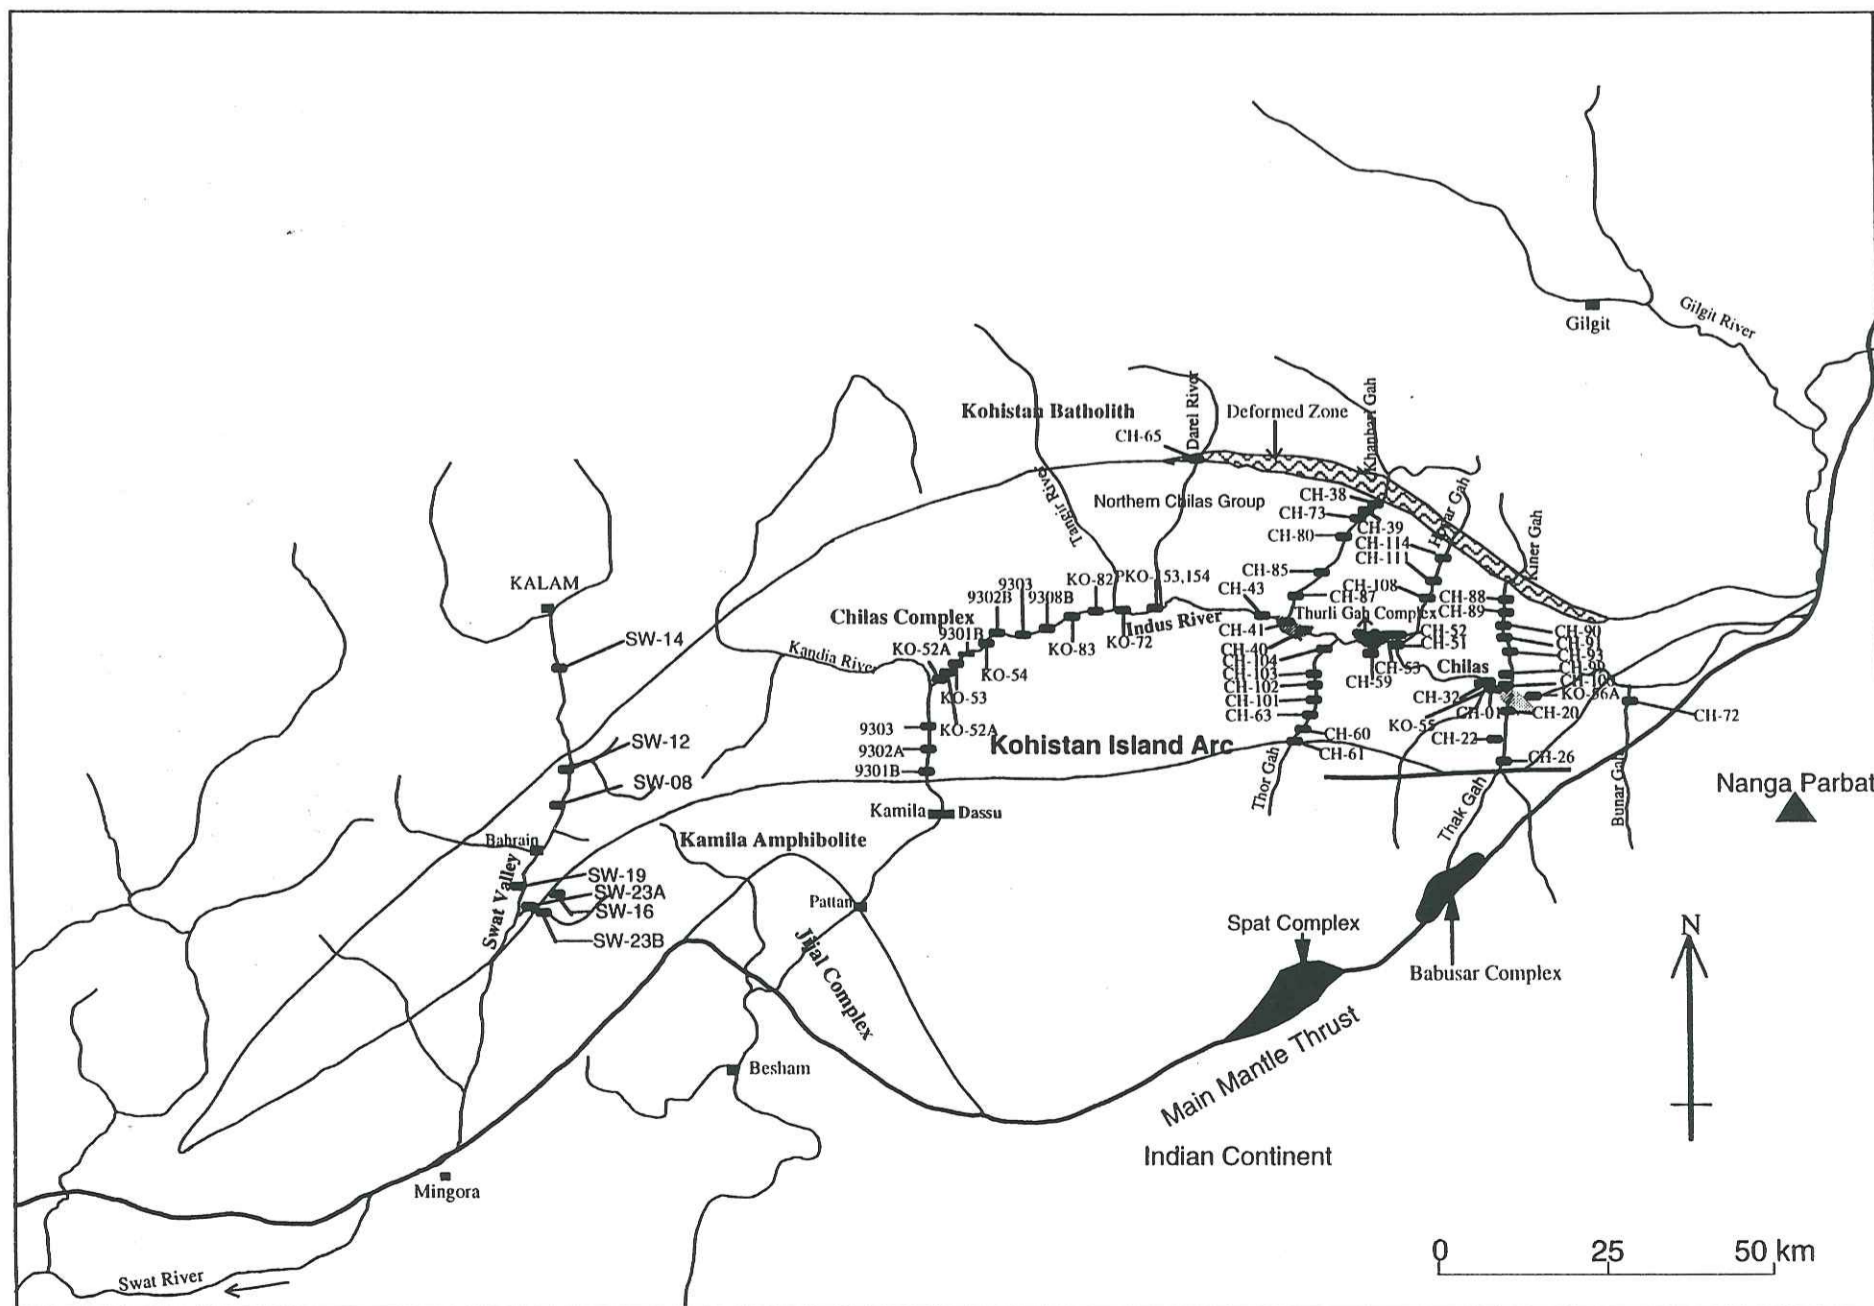 Gilgit River
Gilgit
Kohistan Batholith
Darel River
Deformed Zone
Khanbari Gah
CH-65
Tangir River
Northern Chilas Group
CH-38
CH-73
CH-39
CH-80
CH-114
CH-111
Kiner Gah
KALAM
CH-85
CH-108
CH-87
CH-88
CH-89
KO-82
PKO-153,154
CH-43
9303
9302B
9308B
Chilas Complex
9301B
Indus River
Thurli Gah Complex
CH-41
CH-52
CH-51
CH-90
CH-91
CH-93
SW-14
Kandia River
KO-52A
KO-83
KO-72
KO-54
KO-53
CH-40
CH-104
CH-103
CH-102
CH-101
CH-63
CH-53
CH-59
Chilas
CH-99
CH-100
KO-56A
CH-32
CH-01
CH-20
KO-55
CH-72
9303
KO-52A
9302A
9301B
SW-12
SW-08
Kohistan Island Arc
CH-60
CH-61
CH-22
CH-26
Thor Gah
Thak Gah
Bunar Gah
Nanga Parbat
Kamila
Dassu
Kamila Amphibolite
Bahrain
Swat Valley
SW-19
SW-23A
SW-16
SW-23B
Pattan
Jijal Complex
Spat Complex
Babusar Complex
N
Main Mantle Thrust
Besham
Indian Continent
Mingora
Swat River
0 25 50 km